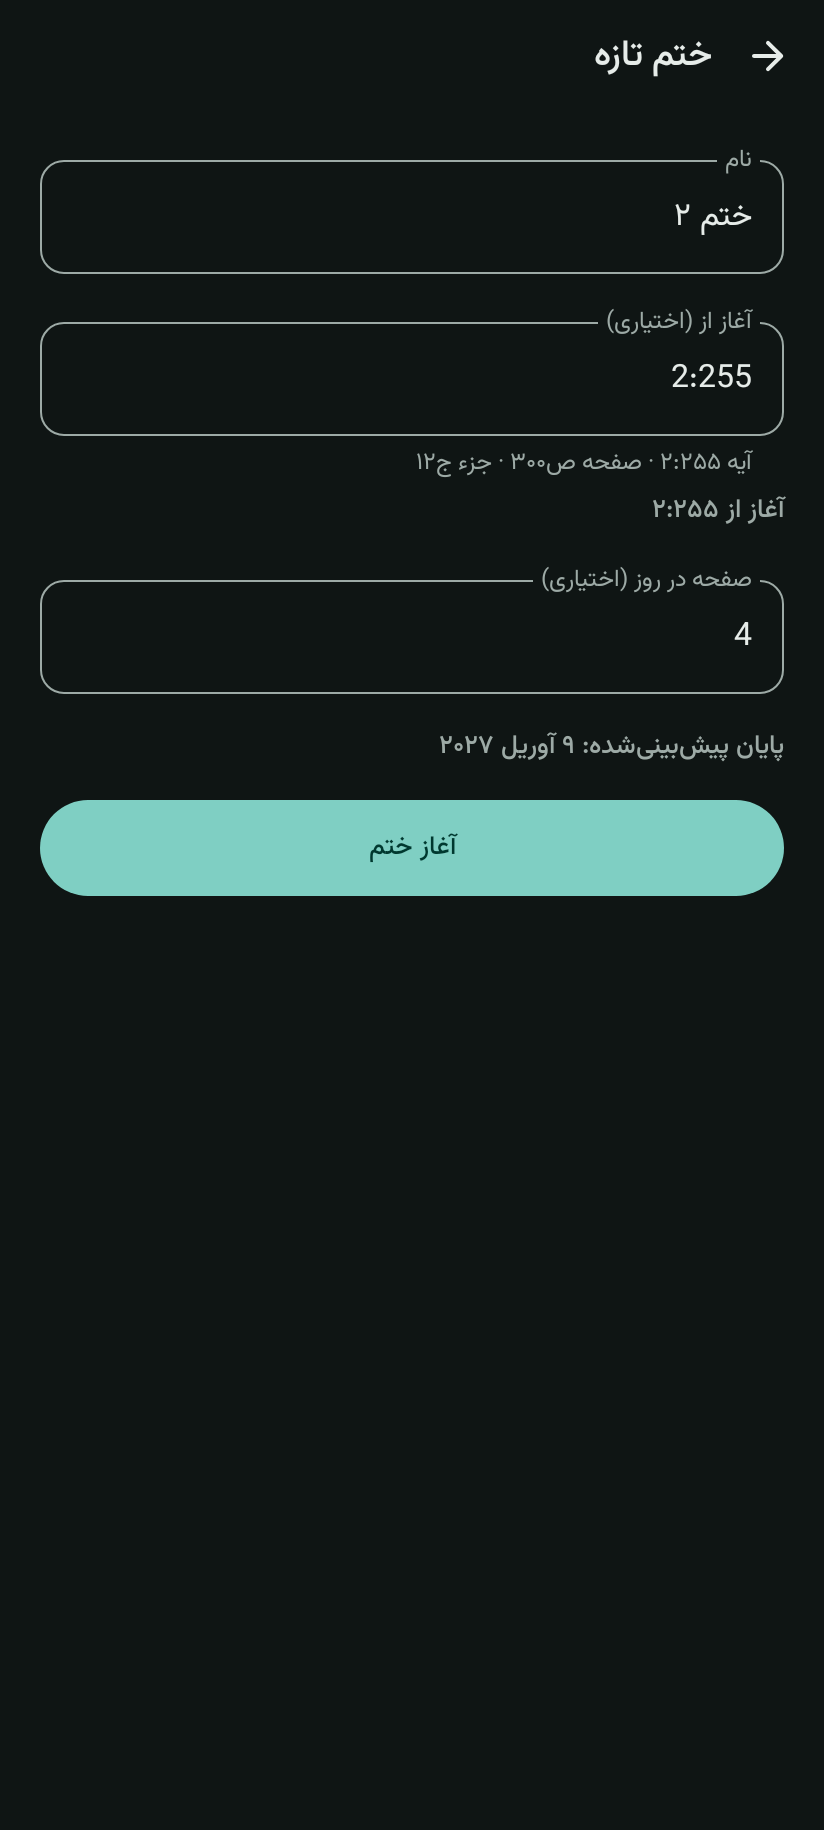 ختم تازه
نام
ختم ۲
آغاز از (اختیاری)
2:255
آیه ۲:۲۵۵ · صفحه ص۳۰۰ · جزء ج۱۲
آغاز از ۲:۲۵۵
صفحه در روز (اختیاری)
4
پایان پیش‌بینی‌شده: ۹ آوریل ۲۰۲۷
آغاز ختم